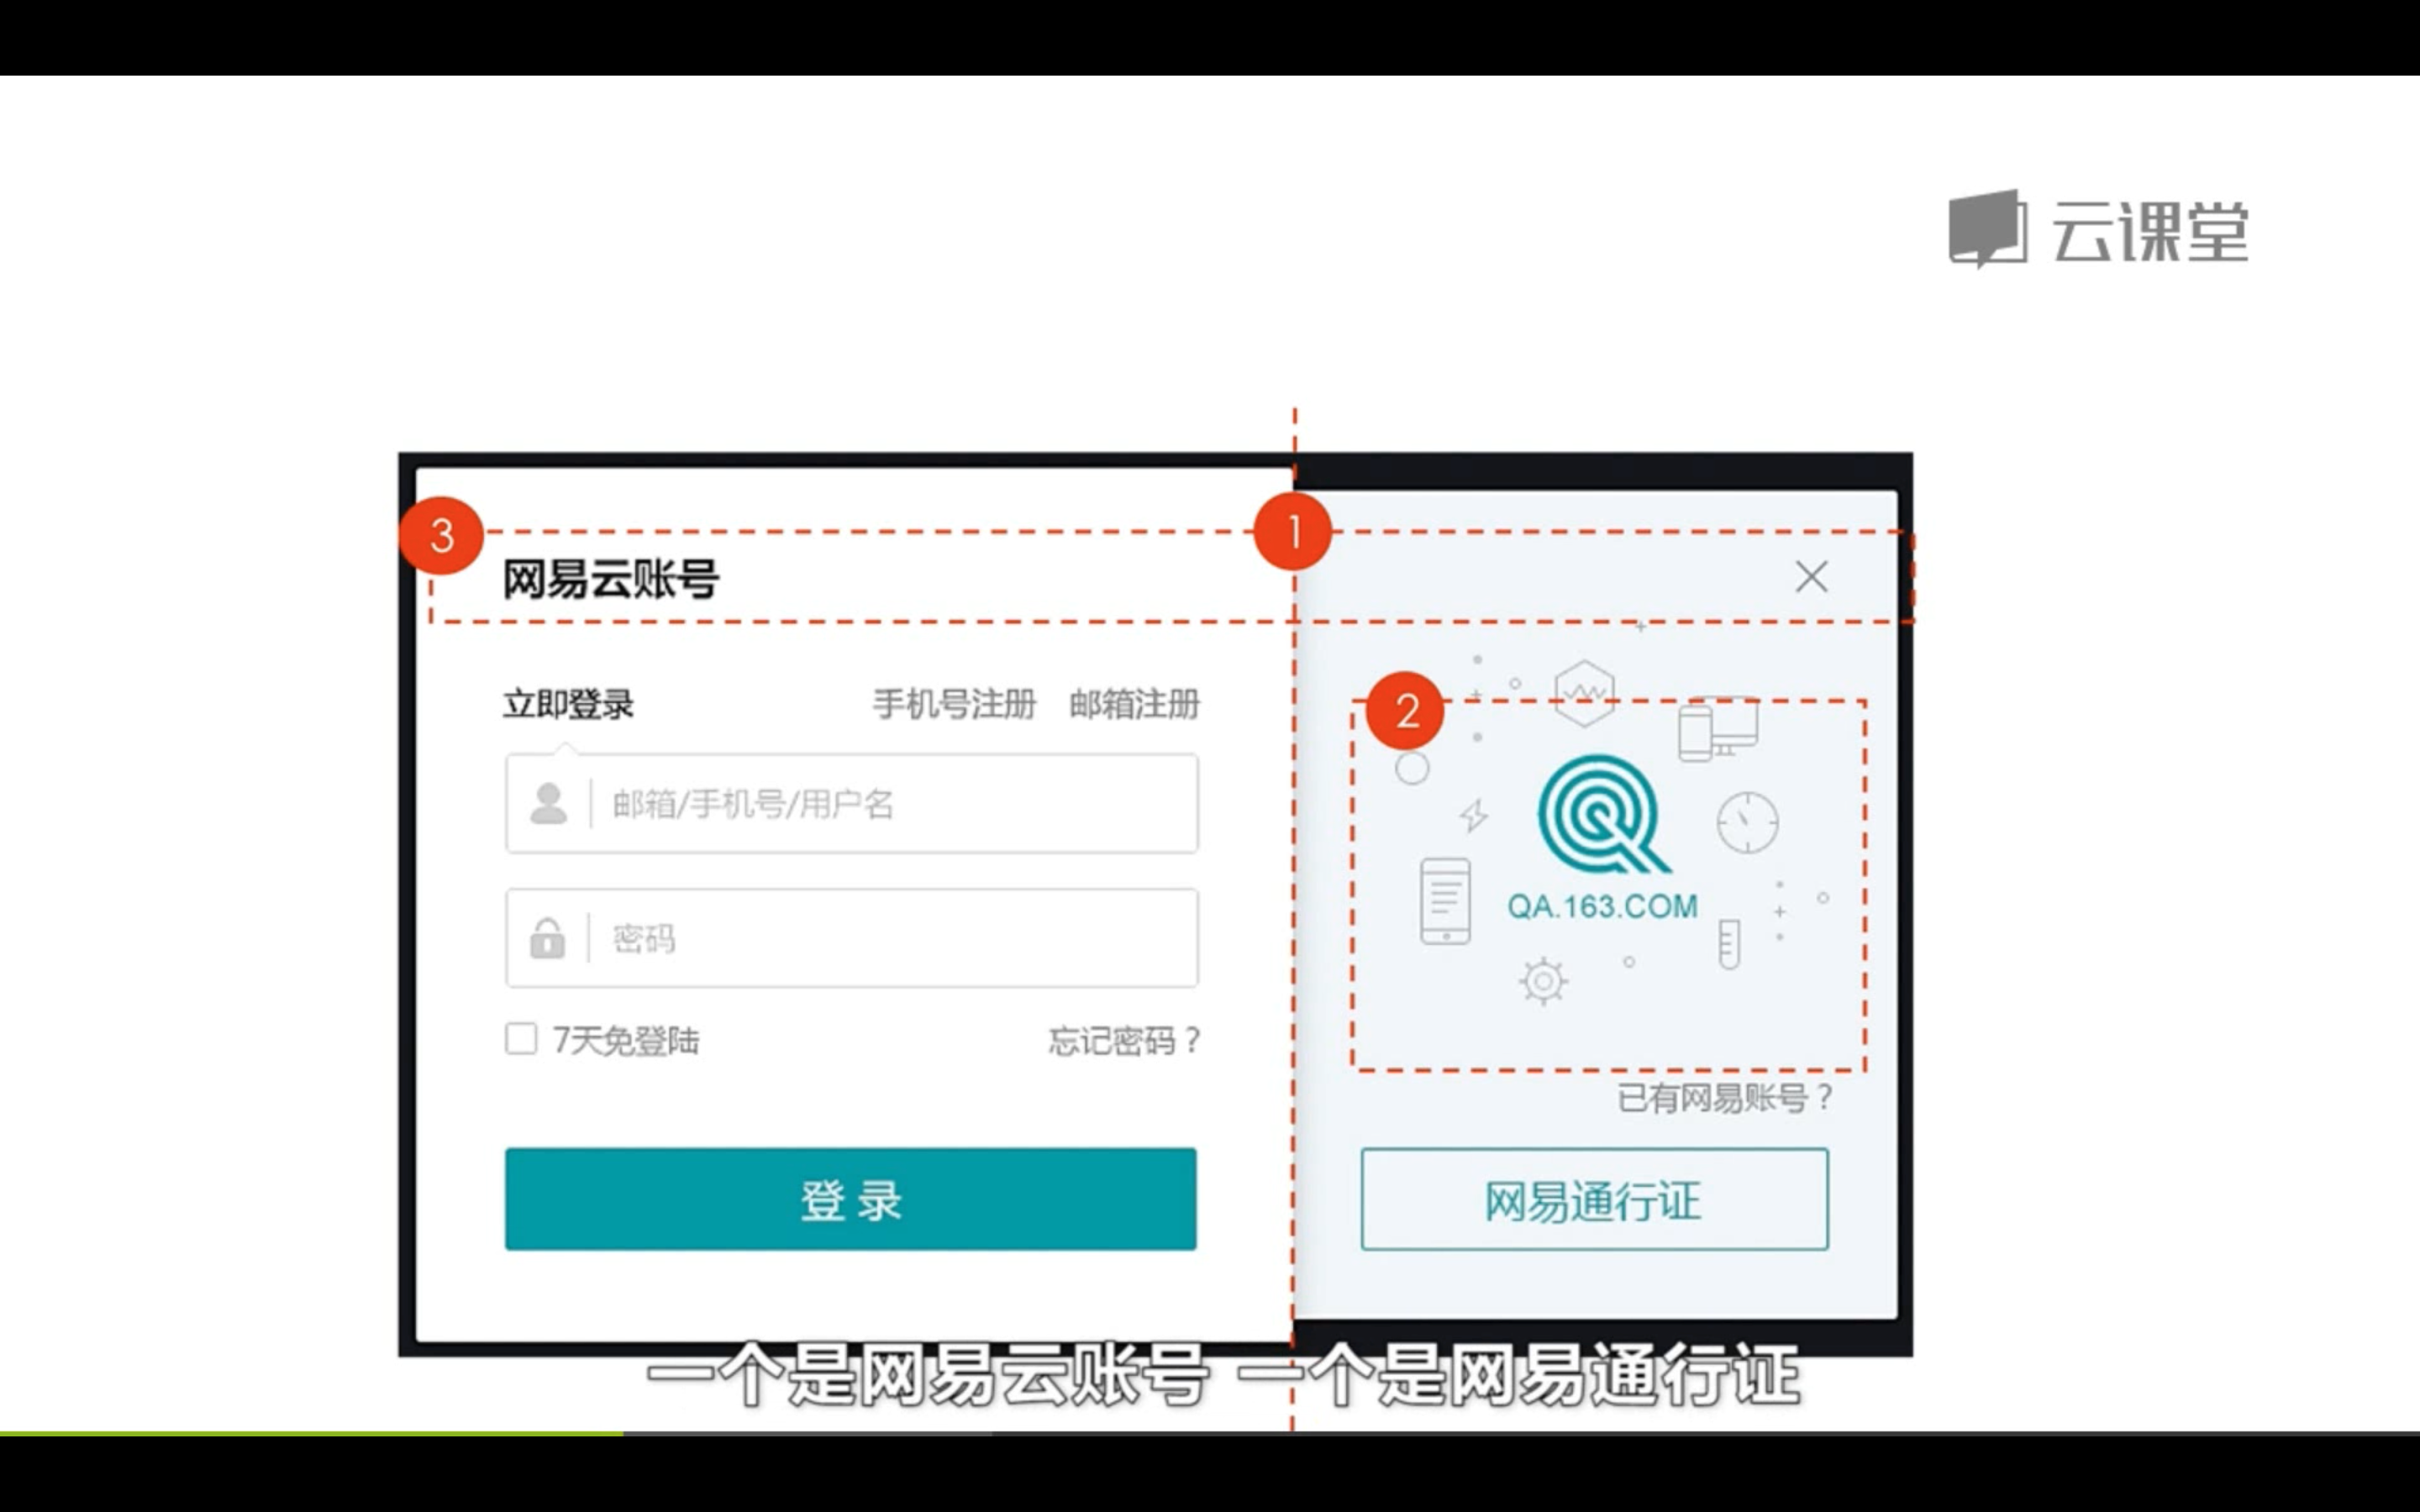 云课堂
3
1
网易云账号
立即登录 手机号注册 邮箱注册
2
邮箱/手机号/用户名
密码
QA.163.COM
7天免登陆 忘记密码？
已有网易账号？
登录
网易通行证
一个是网易云账号 一个是网易通行证